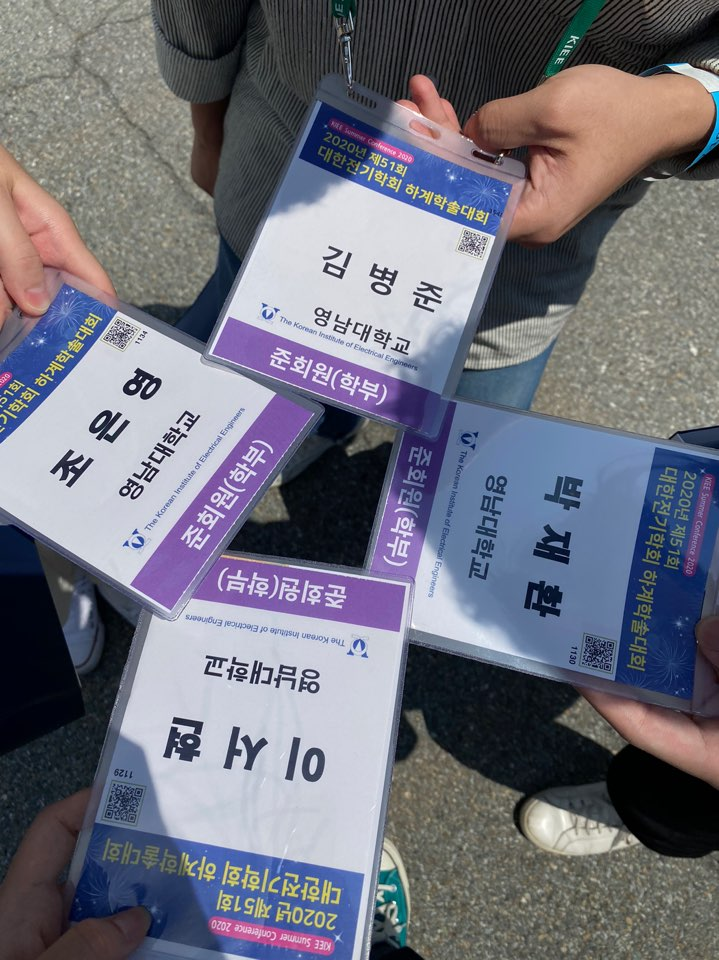 KIEE
KIEE
KIEE Summer Conference 2020
2020년 제51회
대한전기학회 하계학술대회
김병준
영남대학교
The Korean Institute of Electrical Engineers
준회원(학부)
2020
제51회
전기학회 하계학술대회
1134
조은영
영남대학교
The Korean Institute of Electrical Engineers
준회원(학부)
KIEE Summer Conference 2020
2020년 제51회
대한전기학회 하계학술대회
1130
박재환
영남대학교
The Korean Institute of Electrical Engineers
준회원(학부)
KIEE Summer Conference 2020
2020년 제51회
대한전기학회 하계학술대회
1129
이서현
영남대학교
The Korean Institute of Electrical Engineers
준회원(학부)